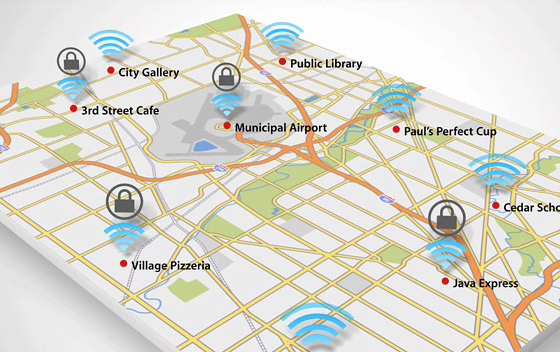 Public Library
City Gallery
3rd Street Cafe
Municipal Airport
Paul's Perfect Cup
Cedar Scho
Village Pizzeria
Java Express